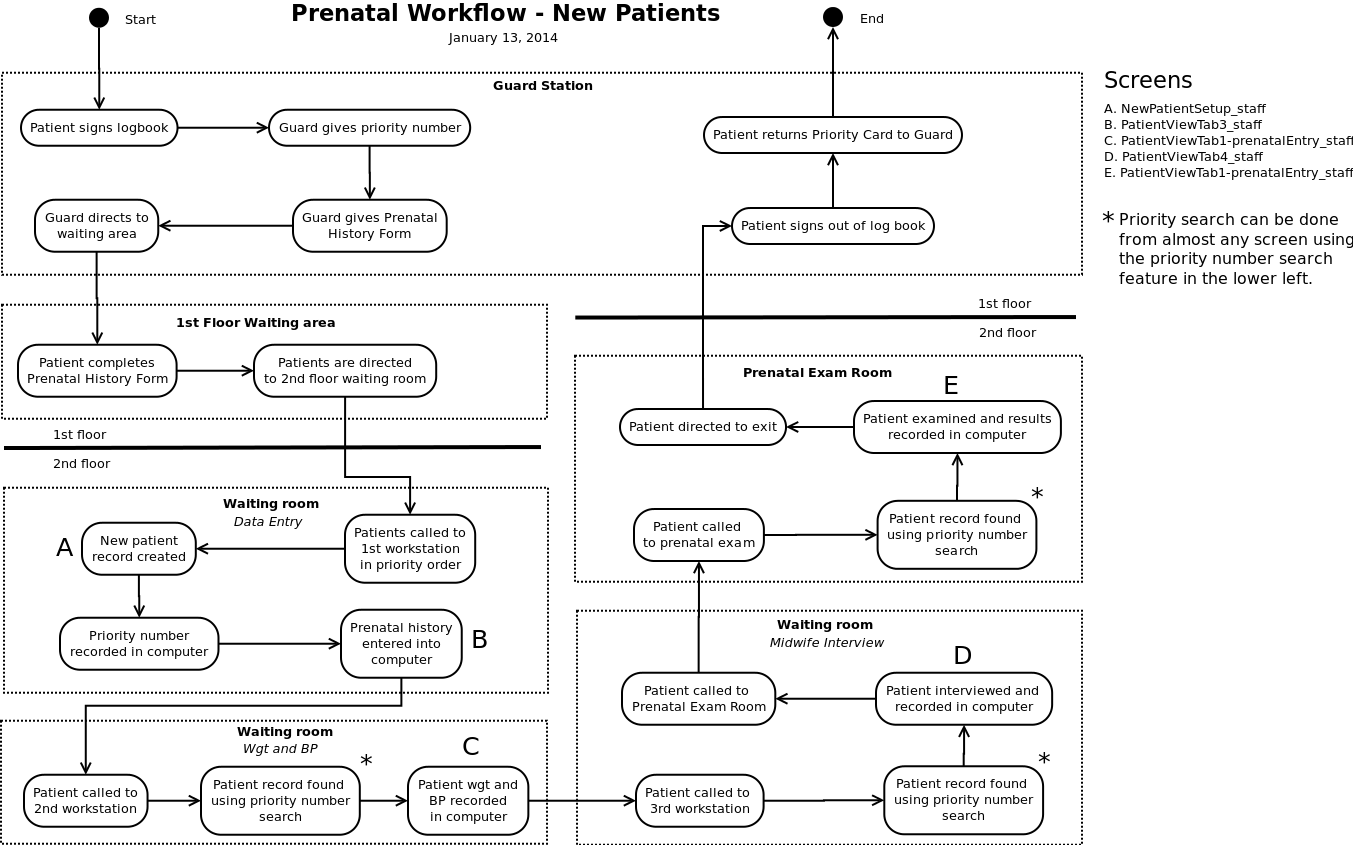 Prenatal Workflow - New Patients
January 13, 2014
Start
End
Guard Station
Patient signs logbook
Guard gives priority number
Guard gives Prenatal
History Form
Guard directs to
waiting area
Patient returns Priority Card to Guard
Patient signs out of log book
Screens
A. NewPatientSetup_staff
B. PatientViewTab3_staff
C. PatientViewTab1-prenatalEntry_staff
D. PatientViewTab4_staff
E. PatientViewTab1-prenatalEntry_staff
* Priority search can be done
from almost any screen using
the priority number search
feature in the lower left.
1st Floor Waiting area
Patient completes
Prenatal History Form
Patients are directed
to 2nd floor waiting room
1st floor
2nd floor
Waiting room
Data Entry
Patients called to
1st workstation
in priority order
A
New patient
record created
Priority number
recorded in computer
Prenatal history
entered into
computer
B
Waiting room
Wgt and BP
Patient called to
2nd workstation
Patient record found
using priority number
search
*
C
Patient wgt and
BP recorded
in computer
Waiting room
Midwife Interview
Patient called to
3rd workstation
Patient record found
using priority number
search
*
D
Patient interviewed and
recorded in computer
Patient called to
Prenatal Exam Room
1st floor
2nd floor
Prenatal Exam Room
Patient called
to prenatal exam
Patient record found
using priority number
search
*
E
Patient examined and results
recorded in computer
Patient directed to exit